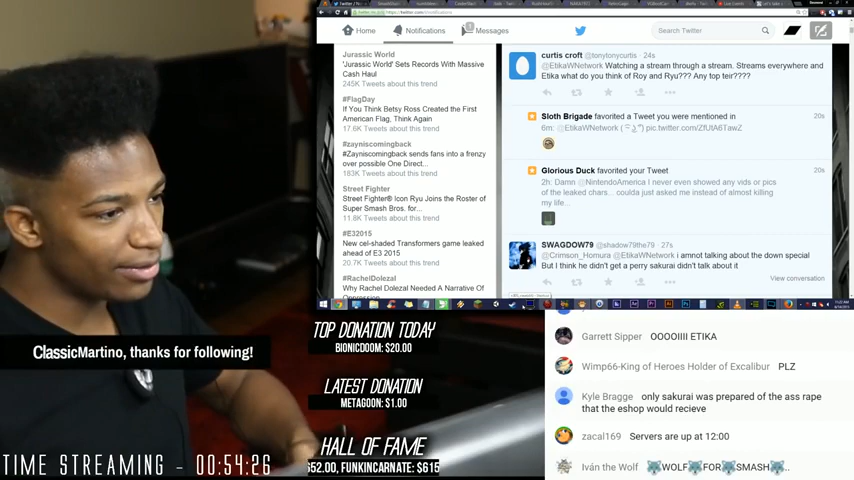 Home
Notifications
1
Messages
Search Twitter
Jurassic World
'Jurassic World' Sets Records With Massive
Cash Haul
245K Tweets about this trend
#FlagDay
If You Think Betsy Ross Created the First
American Flag, Think Again
17.6K Tweets about this trend
#zayniscomingback
#Zayniscomingback sends fans into a frenzy
over possible One Direct...
193K Tweets about this trend
Street Fighter
Street Fighter® Icon Ryu Joins the Roster of
Super Smash Bros. for...
11.8K Tweets about this trend
#E32015
New cel-shaded Transformers game leaked
ahead of E3 2015
20.7K Tweets about this trend
#RachelDolezal
Why Rachel Dolezal Needed A Narrative Of
curtis croft @tonytonycurtis · 24s
@EtikaWNetwork Watching a stream through a stream. Streams everywhere and
Etika what do you think of Roy and Ryu??? Any top teir????
Sloth Brigade favorited a Tweet you were mentioned in
20s
Glorious Duck favorited your Tweet
20s
2h: Damn @NintendoAmerica I never even showed any vids or pics
of the leaked chars... coulda just asked me instead of almost killing
my life...
SWAGDOW79 @shadow79the79 · 27s
@Crimson_Homura @EtikaWNetwork i amnot talking about the down special
But I think he didn't get a perry sakurai didn't talk about it
View conversation
ClassicMartino, thanks for following!
TOP DONATION TODAY
BIONICDOOM: $20.00
LATEST DONATION
METAGOON: $1.00
HALL OF FAME
$52.00, FUNKINCARNATE: $615
TIME STREAMING - 00:54:26
Garrett Sipper OOOOIIII ETIKA
Wimp66-King of Heroes Holder of Excalibur PLZ
Kyle Bragge only sakurai was prepared of the ass rape
that the eshop would recieve
zacal169 Servers are up at 12:00
Iván the Wolf 🐺WOLF🐺FOR🐺SMASH🐺..